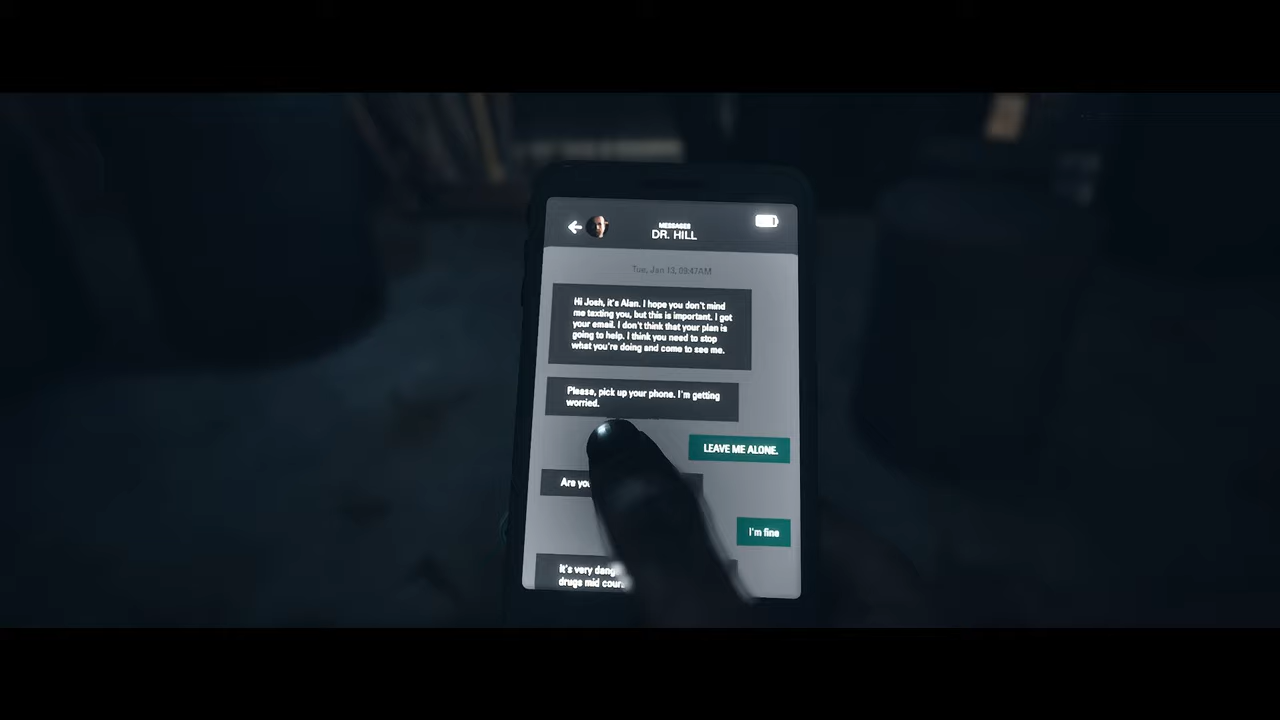 MESSAGES
DR. HILL
Tue, Jan 13, 09:47AM
Hi Josh, it's Alan. I hope you don't mind
me texting you, but this is important. I got
your email. I don't think that your plan is
going to help. I think you need to stop
what you're doing and come to see me.
Please, pick up your phone. I'm getting
worried.
LEAVE ME ALONE.
Are
I'm fine
It's very
drugs mid